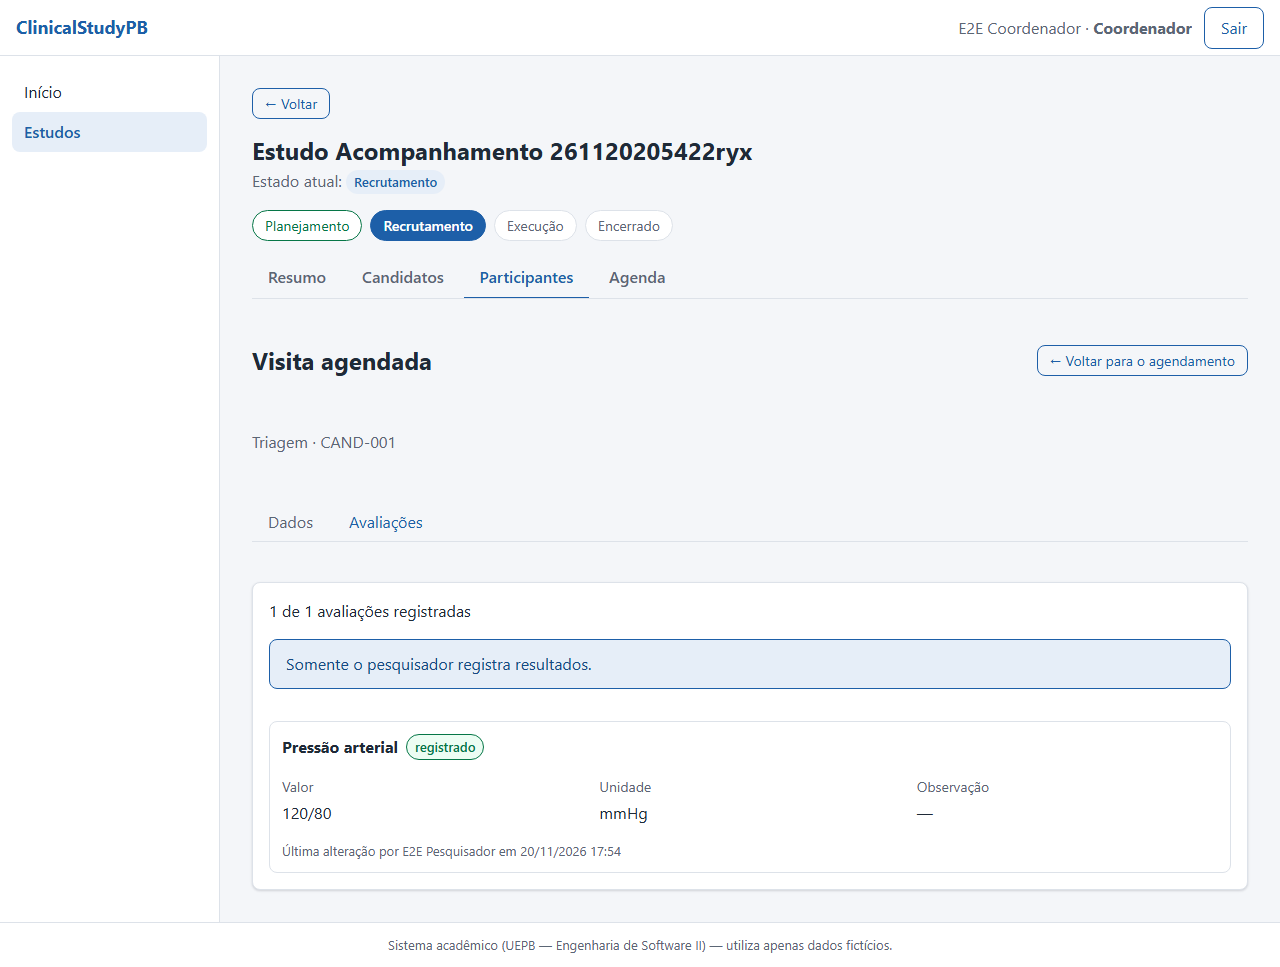 ClinicalStudyPB
E2E Coordenador · Coordenador
Sair
Início
Estudos
← Voltar
Estudo Acompanhamento 261120205422ryx
Estado atual: Recrutamento
Planejamento
Recrutamento
Execução
Encerrado
Resumo
Candidatos
Participantes
Agenda
Visita agendada
← Voltar para o agendamento
Triagem · CAND-001
Dados
Avaliações
1 de 1 avaliações registradas
Somente o pesquisador registra resultados.
Pressão arterial registrado
Valor
Unidade
Observação
120/80
mmHg
—
Última alteração por E2E Pesquisador em 20/11/2026 17:54
Sistema acadêmico (UEPB — Engenharia de Software II) — utiliza apenas dados fictícios.